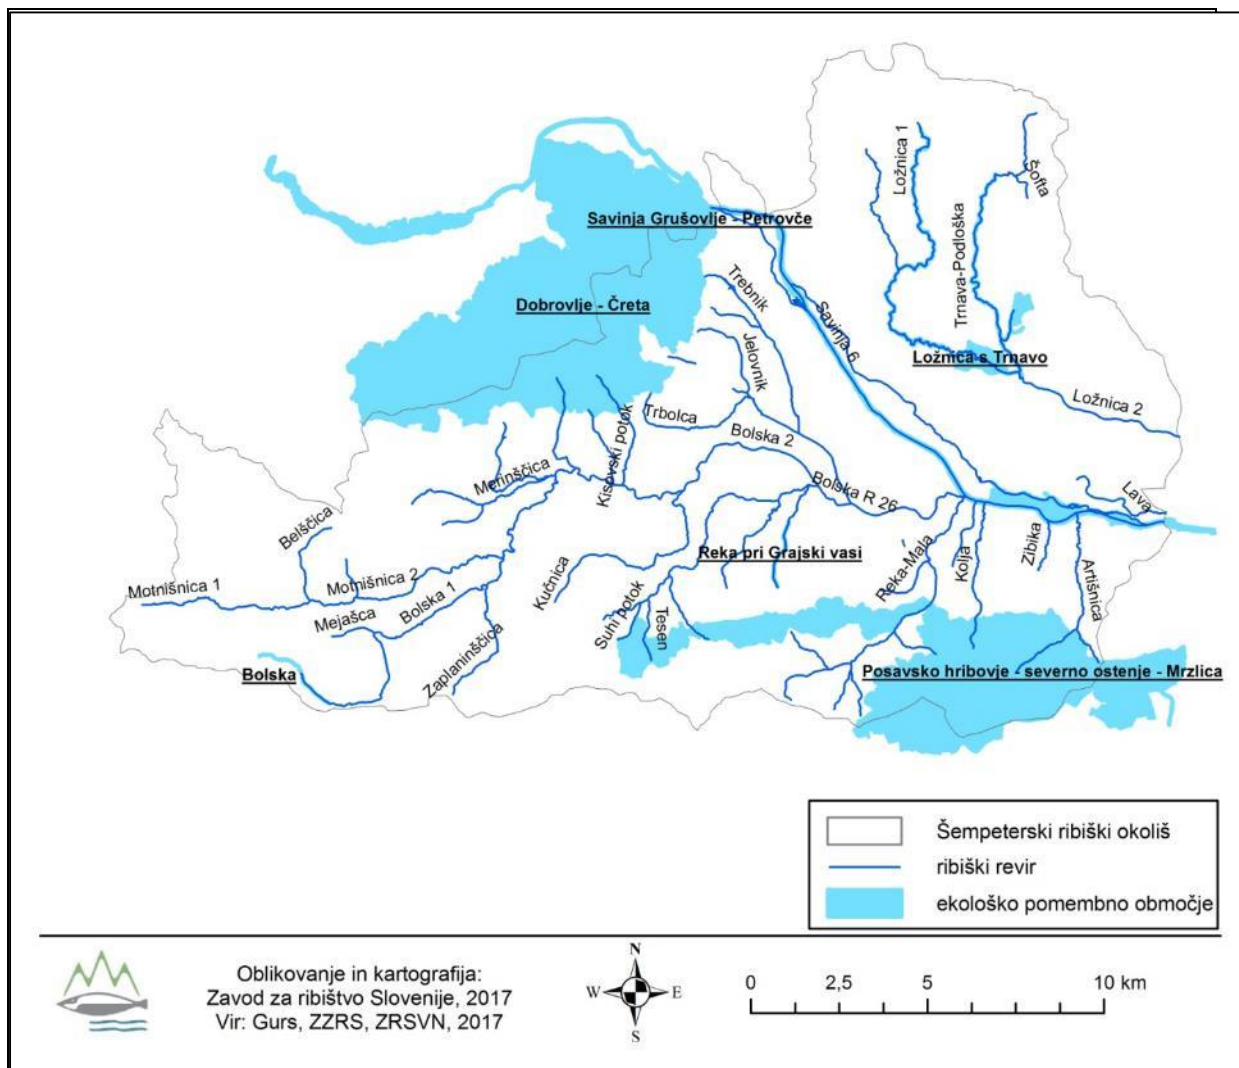 Ložnica 1
Šofta
Savinja Grušovlje - Petrovče
Trnava-Podloška
Trebnik
Dobrovlje - Čreta
Savinja 6
Jelovnik
Ložnica s Trnavo
Ložnica 2
Trbolca
Kisovski potok
Bolska 2
Merinščica
Bolska R 26
Lava
Belščica
Reka pri Grajski vasi
Reka-Mala
Kolja
Zibika
Artišnica
Motnišnica 1
Motnišnica 2
Kučnica
Mejašca
Bolska 1
Suhi potok
Tesen
Zaplaninščica
Bolska
Posavsko hribovje - severno ostenje - Mrzlica
Šempeterski ribiški okoliš
ribiški revir
ekološko pomembno območje
Oblikovanje in kartografija:
Zavod za ribištvo Slovenije, 2017
Vir: Gurs, ZZRS, ZRSVN, 2017
N
W E
S
0 2,5 5 10 km